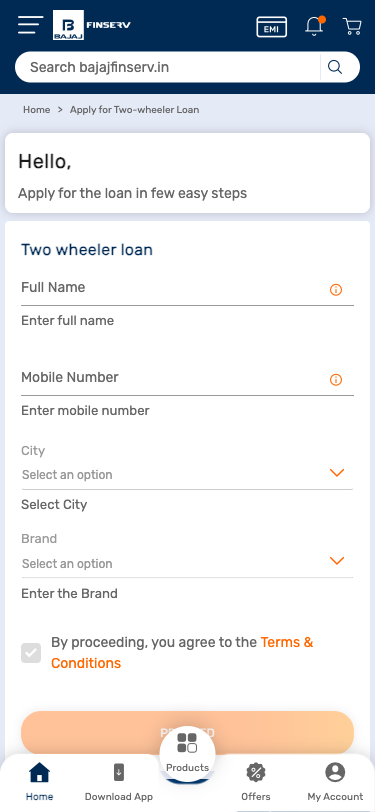 B
BAJAJ
FINSERV
EMI
Search bajajfinserv.in
Home > Apply for Two-wheeler Loan
Hello,
Apply for the loan in few easy steps
Two wheeler loan
Full Name
Enter full name
Mobile Number
Enter mobile number
City
Select an option
Select City
Brand
Select an option
Enter the Brand
By proceeding, you agree to the Terms &
Conditions
Home
Download App
Products
Offers
My Account